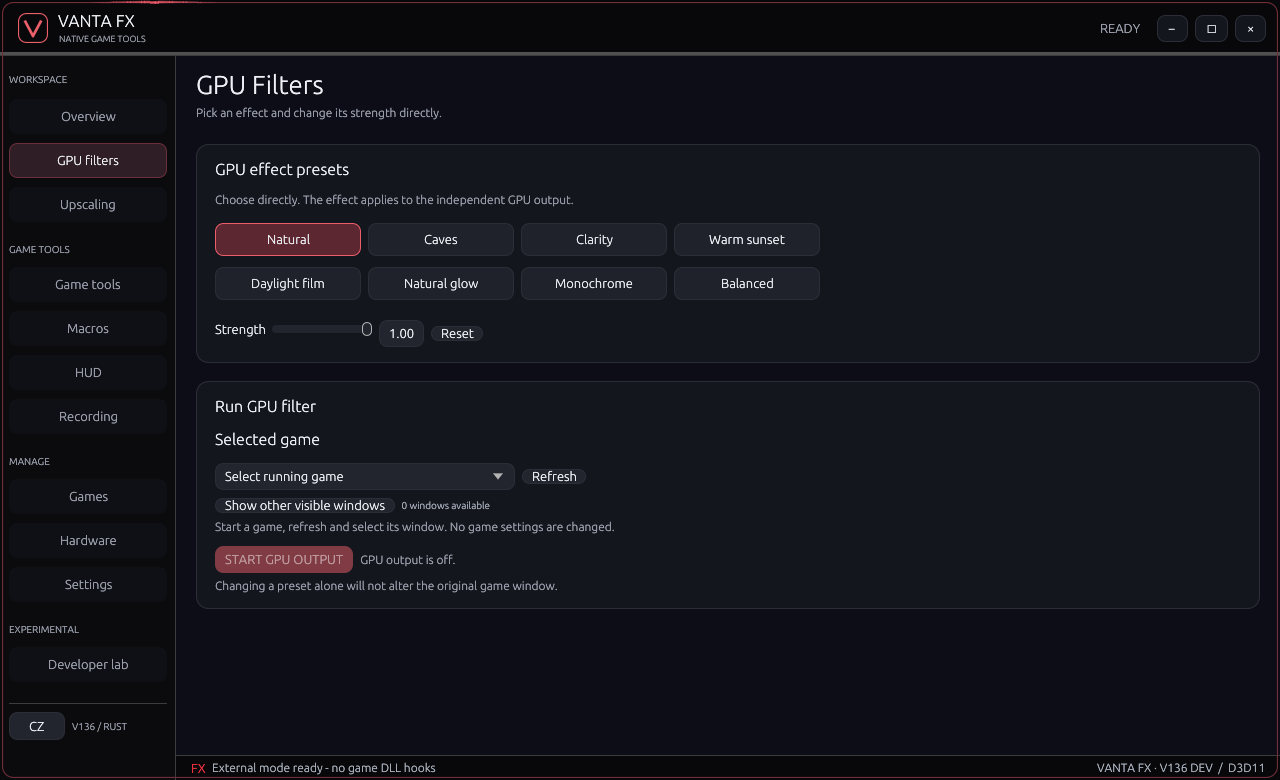 VANTA FX
NATIVE GAME TOOLS
READY
WORKSPACE
Overview
GPU filters
Upscaling
GAME TOOLS
Game tools
Macros
HUD
Recording
MANAGE
Games
Hardware
Settings
EXPERIMENTAL
Developer lab
CZ V136 / RUST
GPU Filters
Pick an effect and change its strength directly.
GPU effect presets
Choose directly. The effect applies to the independent GPU output.
Natural Caves Clarity Warm sunset
Daylight film Natural glow Monochrome Balanced
Strength 1.00 Reset
Run GPU filter
Selected game
Select running game Refresh
Show other visible windows 0 windows available
Start a game, refresh and select its window. No game settings are changed.
START GPU OUTPUT GPU output is off.
Changing a preset alone will not alter the original game window.
FX External mode ready - no game DLL hooks
VANTA FX · V136 DEV / D3D11